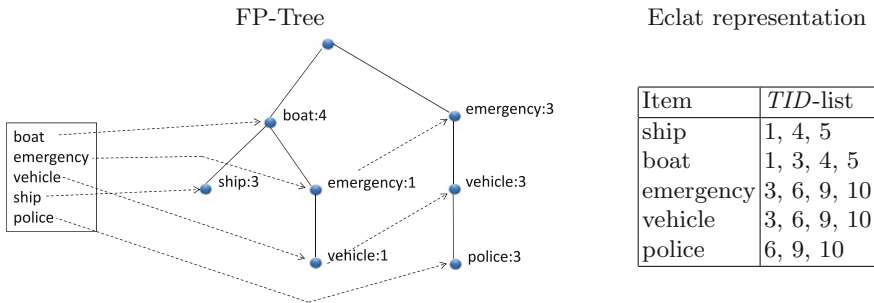 FP-Tree
Eclat representation
boat:4
emergency:3
boat
emergency
vehicle
ship
police
ship:3
emergency:1
vehicle:3
vehicle:1
police:3
Item TID-list
ship 1, 4, 5
boat 1, 3, 4, 5
emergency 3, 6, 9, 10
vehicle 3, 6, 9, 10
police 6, 9, 10